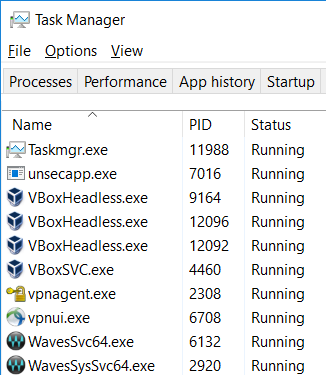 Task Manager
File Options View
Processes Performance App history Startup
Name PID Status
Taskmgr.exe 11988 Running
unsecapp.exe 7016 Running
VBoxHeadless.exe 9164 Running
VBoxHeadless.exe 12096 Running
VBoxHeadless.exe 12092 Running
VBoxSVC.exe 4460 Running
vpnagent.exe 2308 Running
vpnui.exe 6708 Running
WavesSvc64.exe 6132 Running
WavesSysSvc64.exe 2920 Running